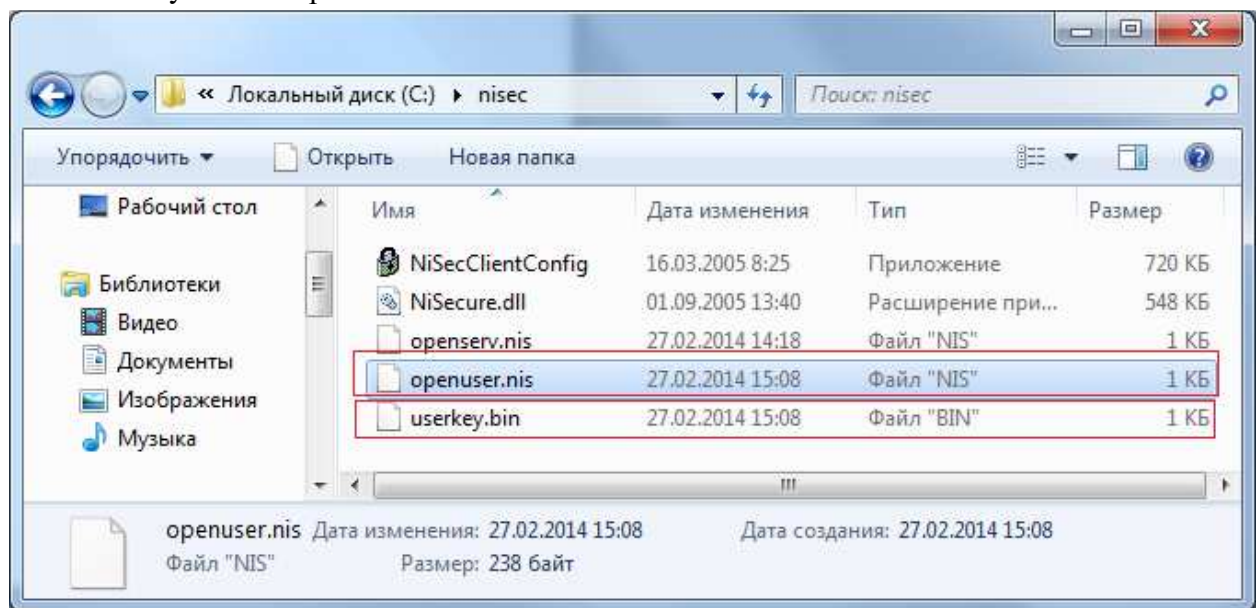 « Локальный диск (C:) nisec Поиск: nisec
Упорядочить Открыть Новая папка
Рабочий стол
Библиотеки
Видео
Документы
Изображения
Музыка
Имя Дата изменения Тип Размер
NiSecClientConfig 16.03.2005 8:25 Приложение 720 КБ
NiSecure.dll 01.09.2005 13:40 Расширение при... 548 КБ
openserv.nis 27.02.2014 14:18 Файл "NIS" 1 КБ
openuser.nis 27.02.2014 15:08 Файл "NIS" 1 КБ
userkey.bin 27.02.2014 15:08 Файл "BIN" 1 КБ
openuser.nis Дата изменения: 27.02.2014 15:08 Дата создания: 27.02.2014 15:08
Файл "NIS" Размер: 238 байт